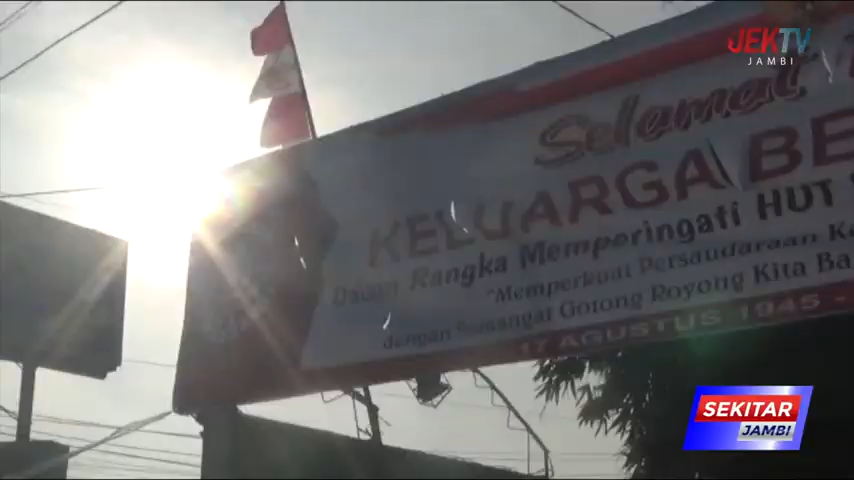 JEKTV
JAMBI
Selamat
KELUARGA BE
Dalam Rangka Memperingati HUT
"Memperkuat Persaudaraan K
dengan Semangat Gotong Royong Kita Ba
17 AGUSTUS 1945 -
SEKITAR
JAMBI